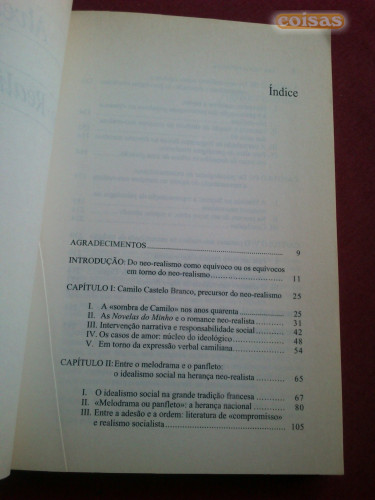 coisas
Índice
AGRADECIMENTOS 9
INTRODUÇÃO: Do neo-realismo como equívoco ou os equívocos
em torno do neo-realismo 11
CAPÍTULO I: Camilo Castelo Branco, precursor do neo-realismo 25
I. A «sombra de Camilo» nos anos quarenta 25
II. As Novelas do Minho e o romance neo-realista 31
III. Intervenção narrativa e responsabilidade social 42
IV. Os casos de amor: núcleo do ideológico 48
V. Em torno da expressão verbal camiliana 54
CAPÍTULO II: Entre o melodrama e o panfleto:
o idealismo social na herança neo-realista 65
I. O idealismo social na grande tradição francesa 67
II. «Melodrama ou panfleto»: a herança nacional 80
III. Entre a adesão e a ordem: literatura de «compromisso»
e realismo socialista 105